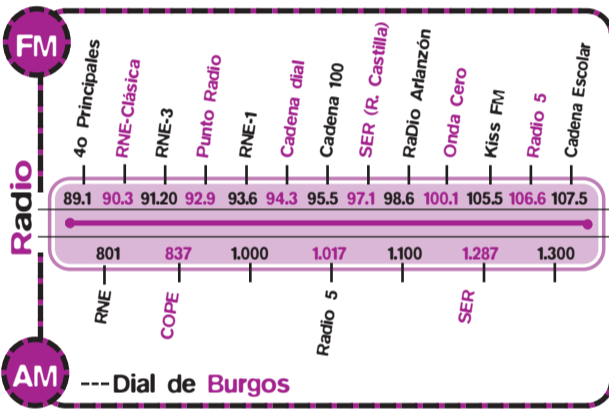 FM
Radio
4o Principales
RNE-Clásica
RNE-3
Punto Radio
RNE-1
Cadena dial
Cadena 100
SER (R. Castilla)
RaDio Arlanzón
Onda Cero
Kiss FM
Radio 5
Cadena Escolar
89.1 90.3 91.20 92.9 93.6 94.3 95.5 97.1 98.6 100.1 105.5 106.6 107.5
801 837 1.000 1.017 1.100 1.287 1.300
RNE
COPE
Radio 5
SER
AM
---Dial de Burgos